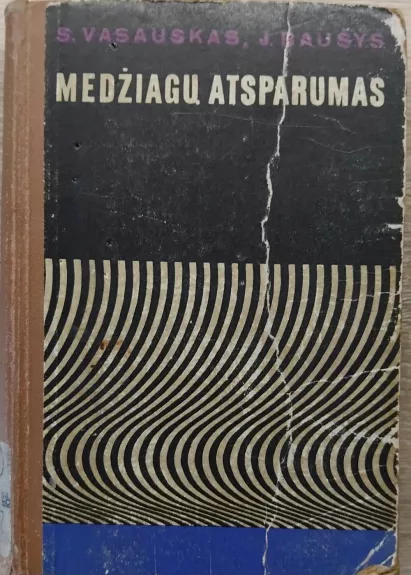 S. VASAUSKAS, J. BAUŠYS
MEDŽIAGŲ ATSPARUMAS